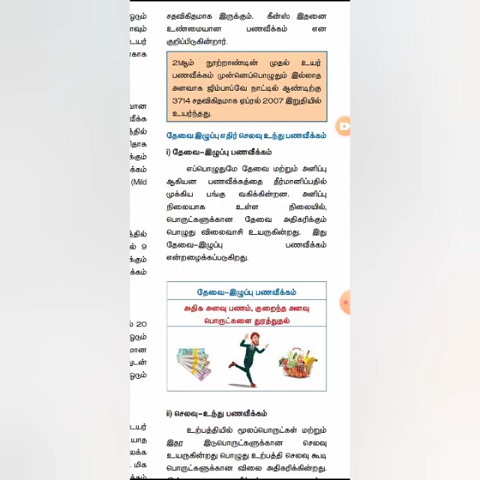 சதவிகிதமாக இருக்கும். கீன்ஸ் இதனை
உண்மையான பணவீக்கம் என
குறிப்பிடுகின்றார்.
21ஆம் நூற்றாண்டின் முதல் உயர்
பணவீக்கம் முன்னெப்பொழுதும் இல்லாத
அளவாக ஜிம்பாப்வே நாட்டில் ஆண்டிற்கு
3714 சதவிகிதமாக ஏப்ரல் 2007 இறுதியில்
உயர்ந்தது.
தேவை இழுப்பு எதிர் செலவு உந்து பணவீக்கம்
i) தேவை-இழுப்பு பணவீக்கம்
எப்பொழுதுமே தேவை மற்றும் அளிப்பு
ஆகியன பணவீக்கத்தை தீர்மானிப்பதில்
முக்கிய பங்கு வகிக்கின்றன. அளிப்பு
நிலையாக உள்ள நிலையில்,
பொருட்களுக்கான தேவை அதிகரிக்கும்
பொழுது விலைவாசி உயருகின்றது. இது
தேவை-இழுப்பு பணவீக்கம்
என்றழைக்கப்படுகிறது.
தேவை-இழுப்பு பணவீக்கம்
அதிக அளவு பணம், குறைந்த அளவு
பொருட்களை துரத்துதல்
ii) செலவு-உந்து பணவீக்கம்
உற்பத்தியில் மூலப்பொருட்கள் மற்றும்
இதர இடுபொருட்களுக்கான செலவு
உயருகின்றது பொழுது உற்பத்தி செலவு கூடி
பொருட்களுக்கான விலை அதிகரிக்கின்றது.
(Mild
ல் 9
ம் 20